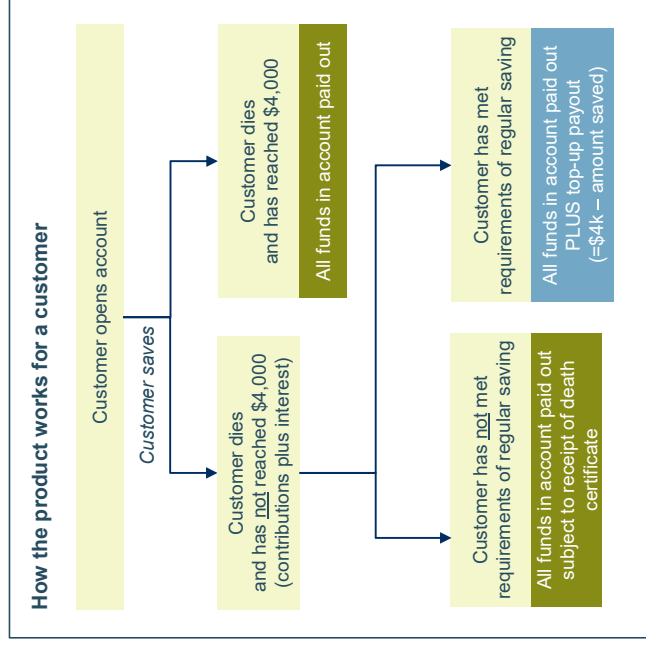 How the product works for a customer
Customer opens account
Customer saves
Customer dies
and has not reached $4,000
(contributions plus interest)
Customer dies
and has reached $4,000
All funds in account paid out
Customer has not met
requirements of regular saving
All funds in account paid out
subject to receipt of death
certificate
Customer has met
requirements of regular saving
All funds in account paid out
PLUS top-up payout
(=$4k – amount saved)